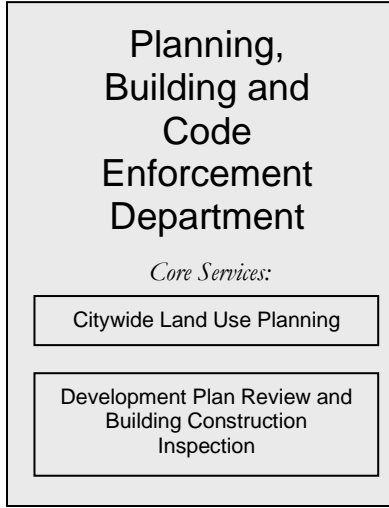 Planning,
Building and
Code
Enforcement
Department
Core Services:
Citywide Land Use Planning
Development Plan Review and
Building Construction
Inspection